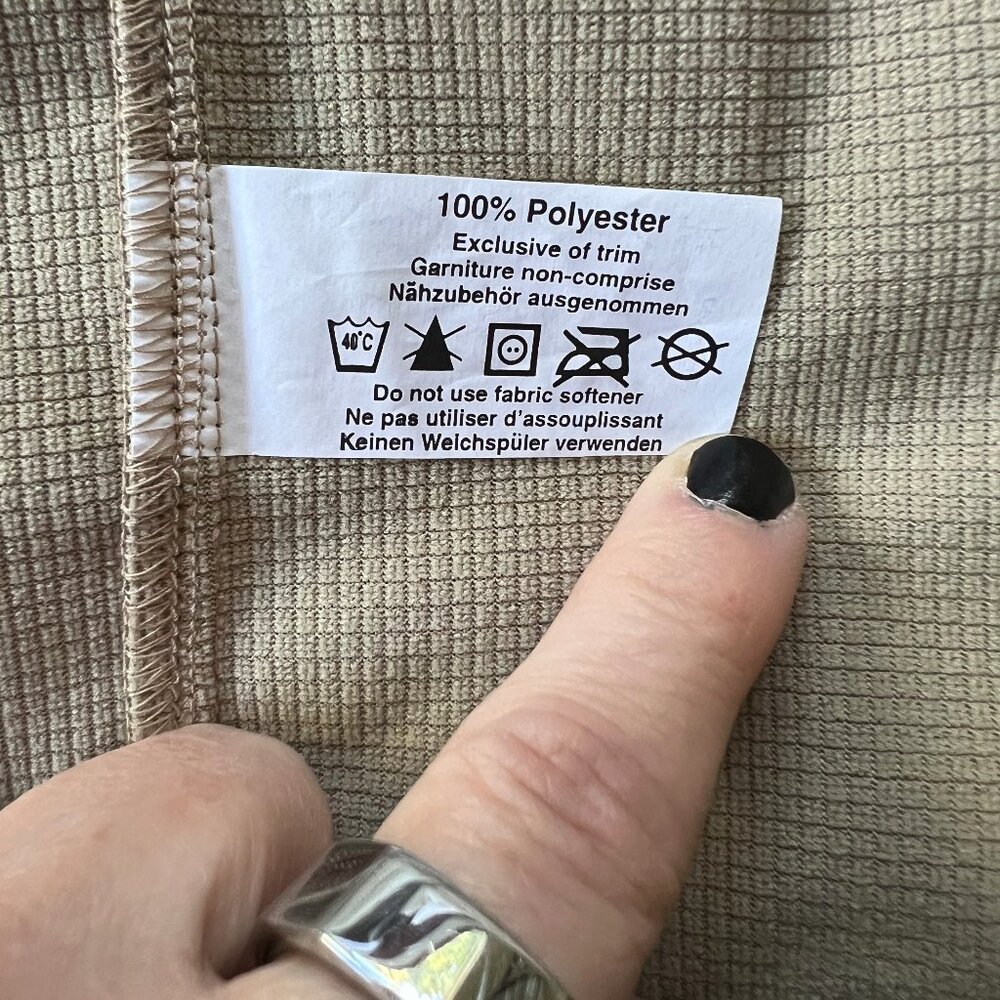 100% Polyester
Exclusive of trim
Garniture non-comprise
Nähzubehör ausgenommen
40°C
Do not use fabric softener
Ne pas utiliser d'assouplissant
Keinen Weichspüler verwenden